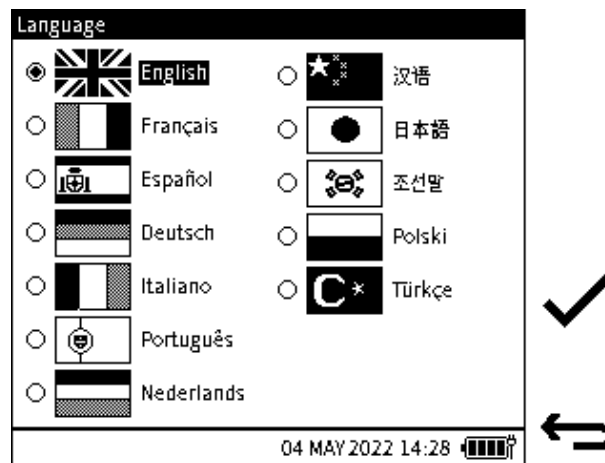 Language
English
Français
Español
Deutsch
Italiano
Português
Nederlands
汉语
日本語
조선말
Polski
Türkçe
04 MAY 2022 14:28